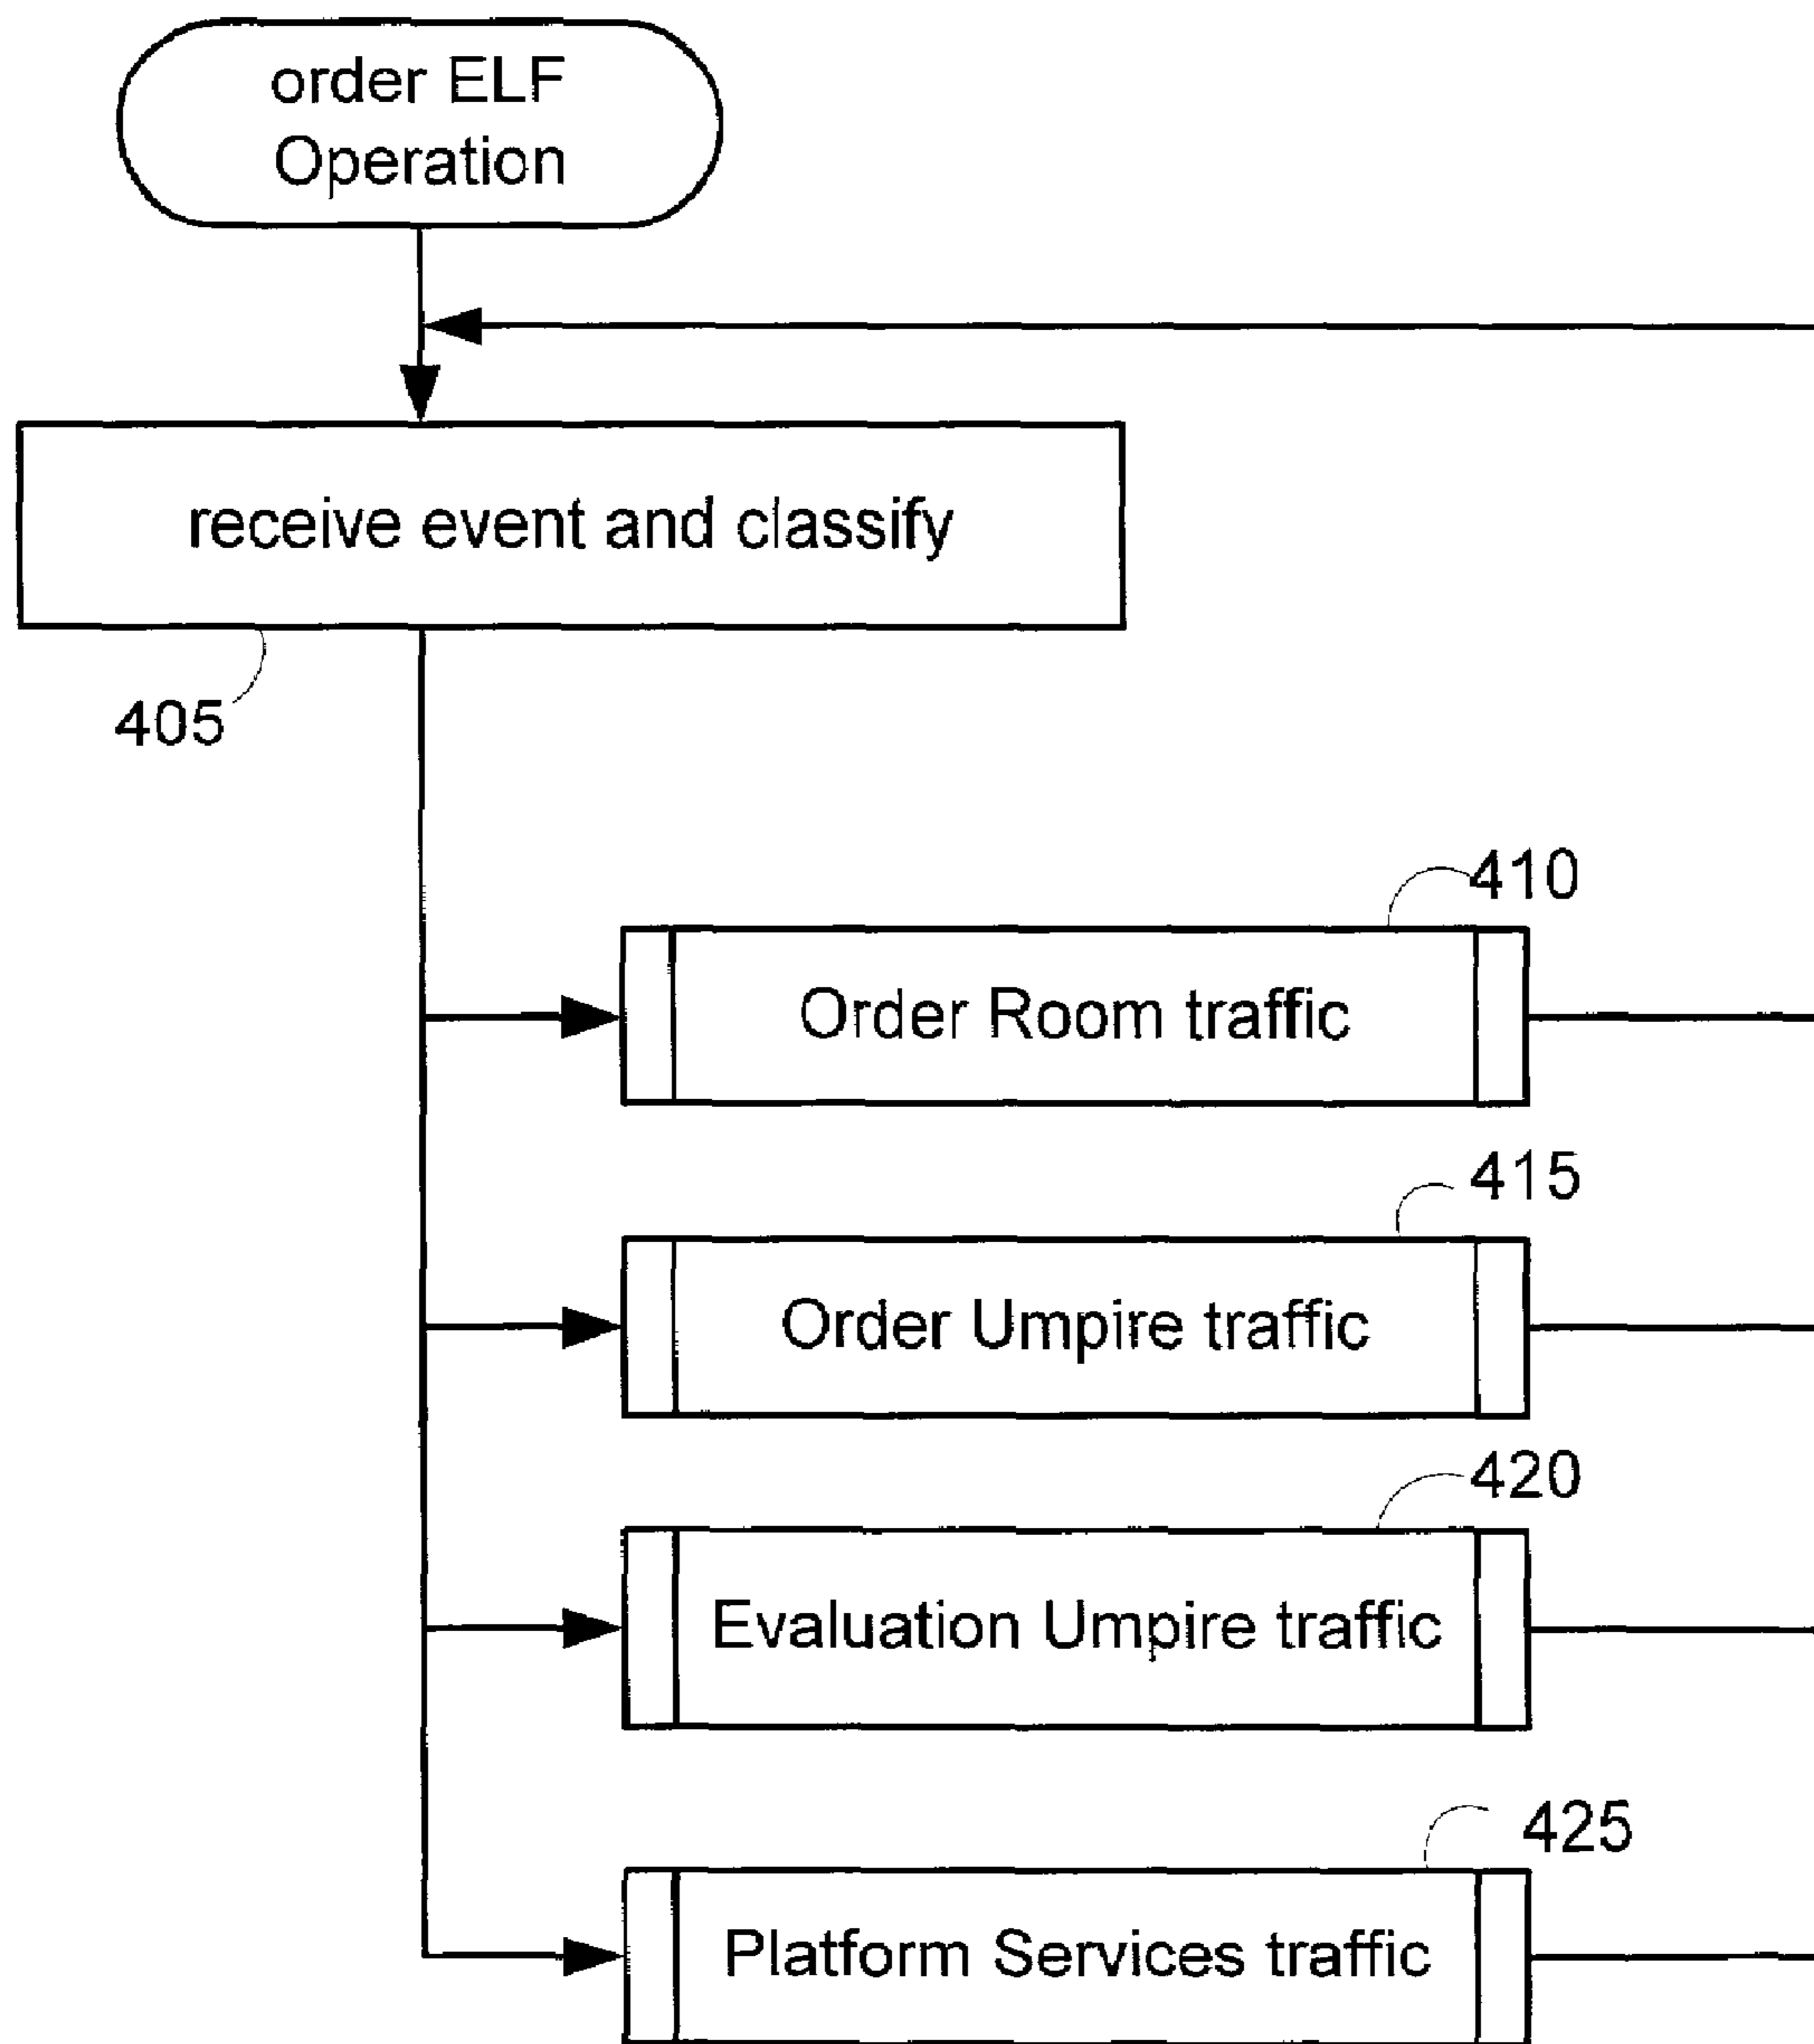 order ELF
Operation
receive event and classify
405
410
Order Room traffic
415
Order Umpire traffic
420
Evaluation Umpire traffic
425
Platform Services traffic